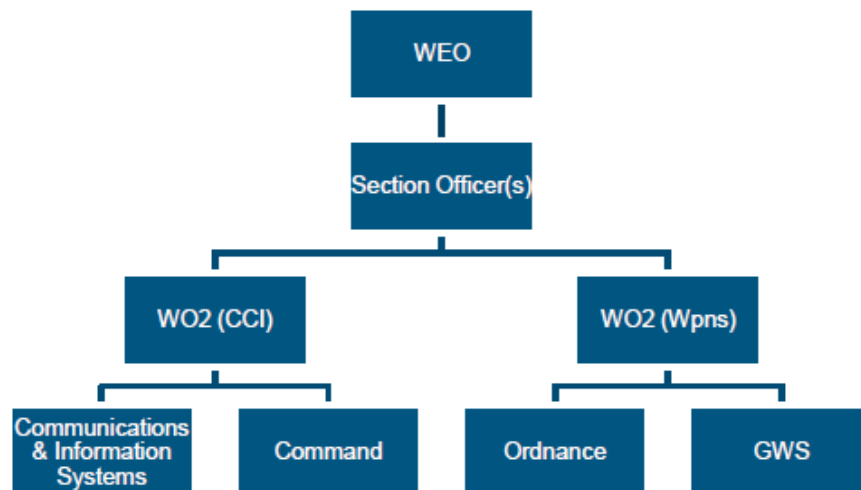 WEO
Section Officer(s)
WO2 (CCI)
WO2 (Wpns)
Communications
& Information
Systems
Command
Ordnance
GWS